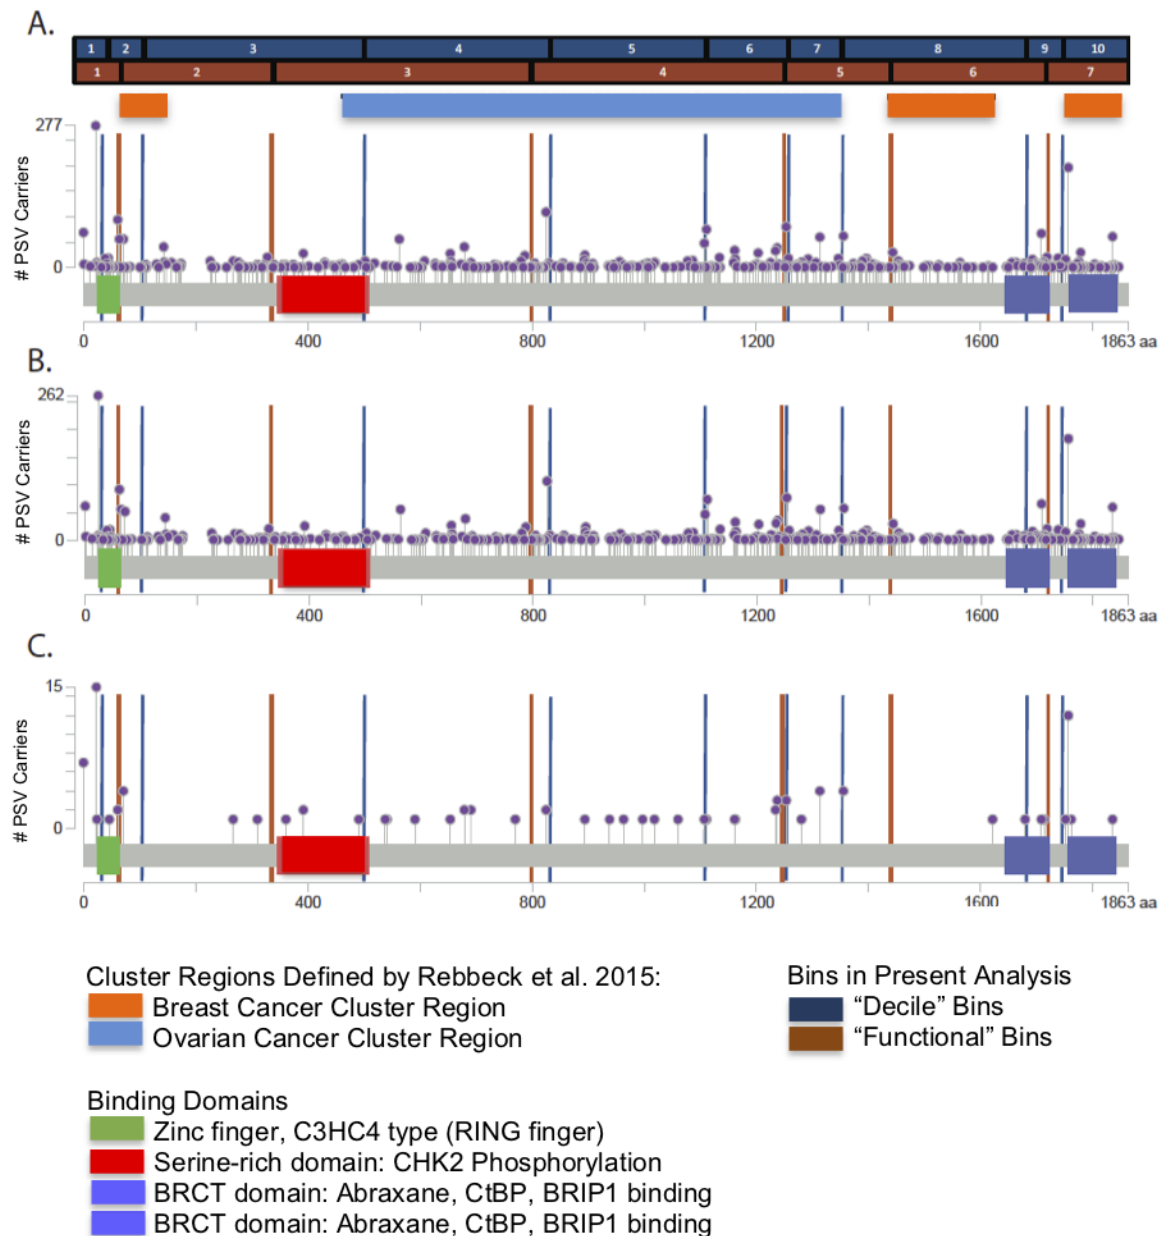 A.
1 2 3 4 5 6 7 8 9 10
1 2 3 4 5 6 7
277
# PSV Carriers
0
0 400 800 1200 1600 1863 aa
B.
262
# PSV Carriers
0
0 400 800 1200 1600 1863 aa
C.
15
# PSV Carriers
0
0 400 800 1200 1600 1863 aa
Cluster Regions Defined by Rebbeck et al. 2015:
Breast Cancer Cluster Region
Ovarian Cancer Cluster Region
Bins in Present Analysis
“Decile” Bins
“Functional” Bins
Binding Domains
Zinc finger, C3HC4 type (RING finger)
Serine-rich domain: CHK2 Phosphorylation
BRCT domain: Abraxane, CtBP, BRIP1 binding
BRCT domain: Abraxane, CtBP, BRIP1 binding